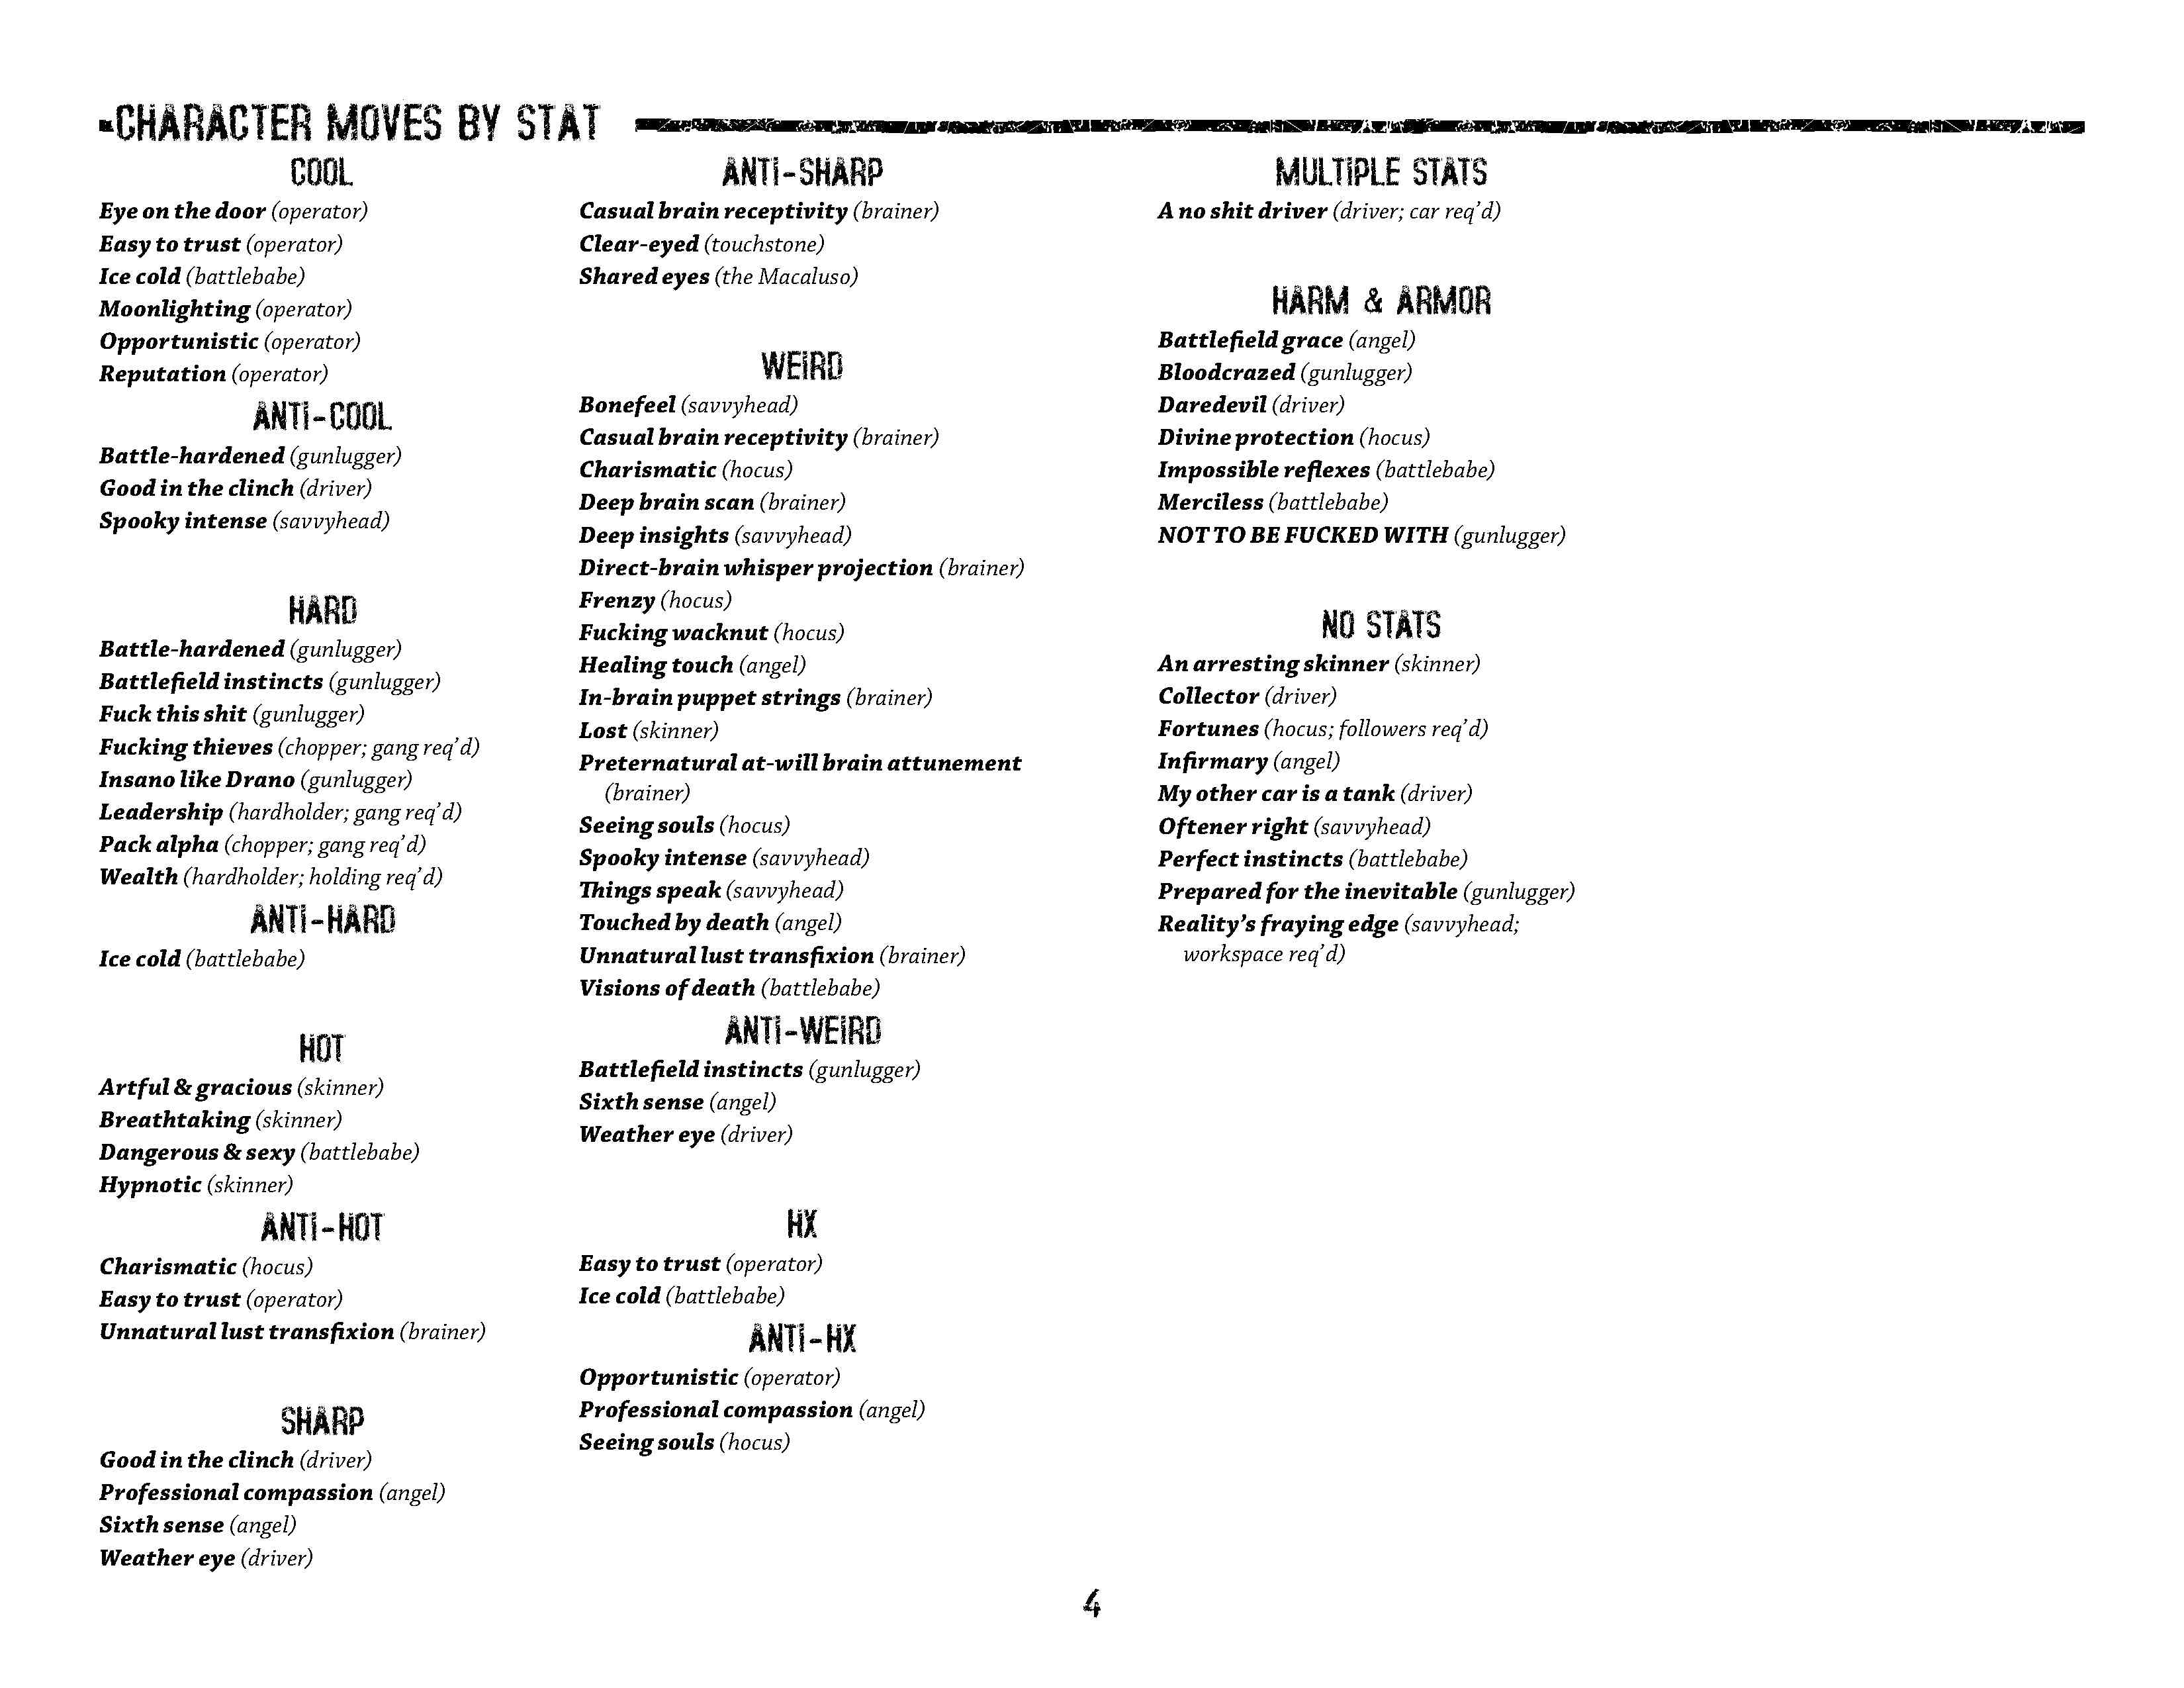 CHARACTER MOVES BY STAT
COOL
Eye on the door (operator)
Easy to trust (operator)
Ice cold (battlebabe)
Moonlighting (operator)
Opportunistic (operator)
Reputation (operator)
ANTI-COOL
Battle-hardened (gunlugger)
Good in the clinch (driver)
Spooky intense (savvyhead)
HARD
Battle-hardened (gunlugger)
Battlefield instincts (gunlugger)
Fuck this shit (gunlugger)
Fucking thieves (chopper; gang req’d)
Insano like Drano (gunlugger)
Leadership (hardholder; gang req’d)
Pack alpha (chopper; gang req’d)
Wealth (hardholder; holding req’d)
ANTI-HARD
Ice cold (battlebabe)
HOT
Artful & gracious (skinner)
Breathtaking (skinner)
Dangerous & sexy (battlebabe)
Hypnotic (skinner)
ANTI-HOT
Charismatic (hocus)
Easy to trust (operator)
Unnatural lust transfixion (brainer)
SHARP
Good in the clinch (driver)
Professional compassion (angel)
Sixth sense (angel)
Weather eye (driver)
ANTI-SHARP
Casual brain receptivity (brainer)
Clear-eyed (touchstone)
Shared eyes (the Macaluso)
WEIRD
Bonefeel (savvyhead)
Casual brain receptivity (brainer)
Charismatic (hocus)
Deep brain scan (brainer)
Deep insights (savvyhead)
Direct-brain whisper projection (brainer)
Frenzy (hocus)
Fucking wacknut (hocus)
Healing touch (angel)
In-brain puppet strings (brainer)
Lost (skinner)
Preternatural at-will brain attunement
(brainer)
Seeing souls (hocus)
Spooky intense (savvyhead)
Things speak (savvyhead)
Touched by death (angel)
Unnatural lust transfixion (brainer)
Visions of death (battlebabe)
ANTI-WEIRD
Battlefield instincts (gunlugger)
Sixth sense (angel)
Weather eye (driver)
HX
Easy to trust (operator)
Ice cold (battlebabe)
ANTI-HX
Opportunistic (operator)
Professional compassion (angel)
Seeing souls (hocus)
MULTIPLE STATS
A no shit driver (driver; car req’d)
HARM & ARMOR
Battlefield grace (angel)
Bloodcrazed (gunlugger)
Daredevil (driver)
Divine protection (hocus)
Impossible reflexes (battlebabe)
Merciless (battlebabe)
NOT TO BE FUCKED WITH (gunlugger)
NO STATS
An arresting skinner (skinner)
Collector (driver)
Fortunes (hocus; followers req’d)
Infirmary (angel)
My other car is a tank (driver)
Oftener right (savvyhead)
Perfect instincts (battlebabe)
Prepared for the inevitable (gunlugger)
Reality’s fraying edge (savvyhead;
workspace req’d)
4